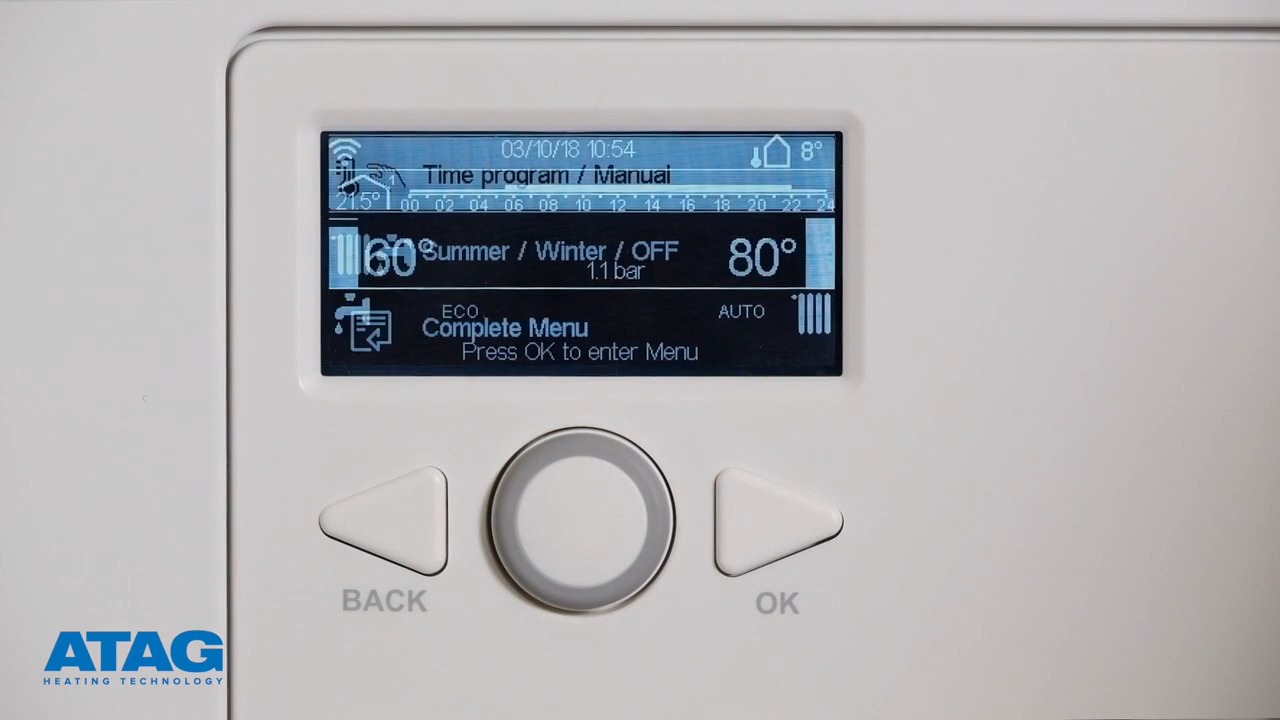 03/10/18 10:54
8°
Time program / Manual
1
21.5°
00 02 04 06 08 10 12 14 16 18 20 22 24
60°
Summer / Winter / OFF
80°
1.1 bar
ECO
AUTO
Complete Menu
Press OK to enter Menu
BACK
OK
ATAG
HEATING TECHNOLOGY